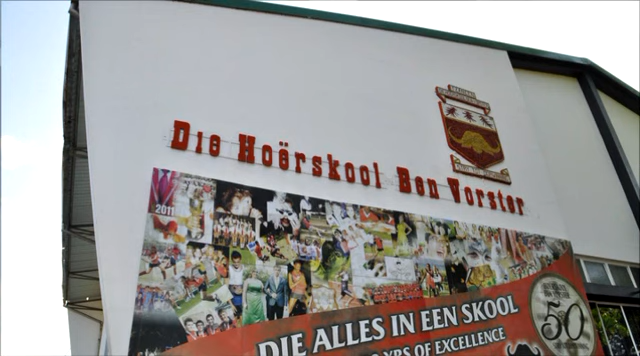 Die Hoërskool Ben Vorster
2011
DIE ALLES IN EEN SKOOL
YRS OF EXCELLENCE
50